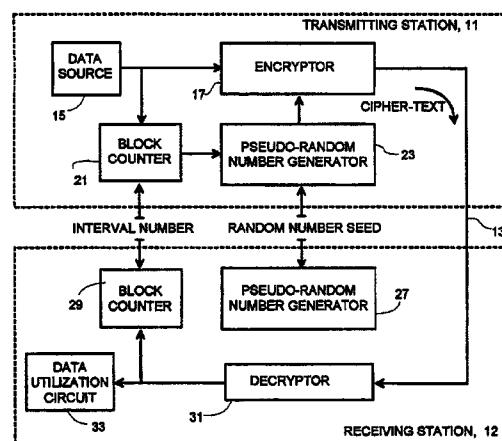 TRANSMITTING STATION, 11
DATA
SOURCE
15
ENCRYPTOR
17
CIPHER-TEXT
BLOCK
COUNTER
21
PSEUDO-RANDOM
NUMBER GENERATOR
23
INTERVAL NUMBER
RANDOM NUMBER SEED
13
29
BLOCK
COUNTER
PSEUDO-RANDOM
NUMBER GENERATOR
27
DATA
UTILIZATION
CIRCUIT
33
DECRYPTOR
31
RECEIVING STATION, 12